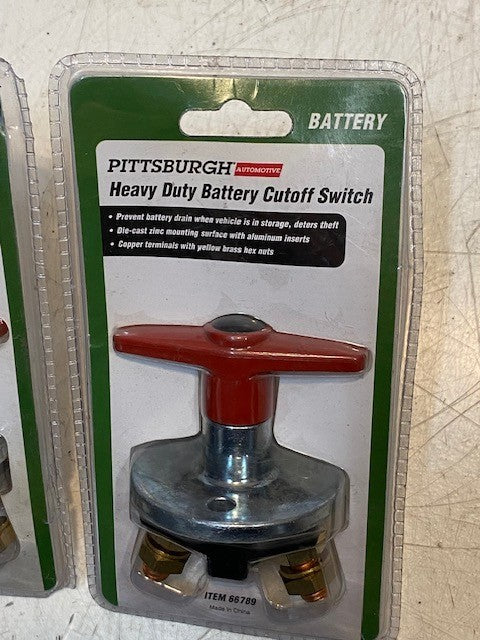 BATTERY
PITTSBURGH AUTOMOTIVE
Heavy Duty Battery Cutoff Switch
• Prevent battery drain when vehicle is in storage, deters theft
• Die-cast zinc mounting surface with aluminum inserts
• Copper terminals with yellow brass hex nuts
ITEM 66789
Made in China